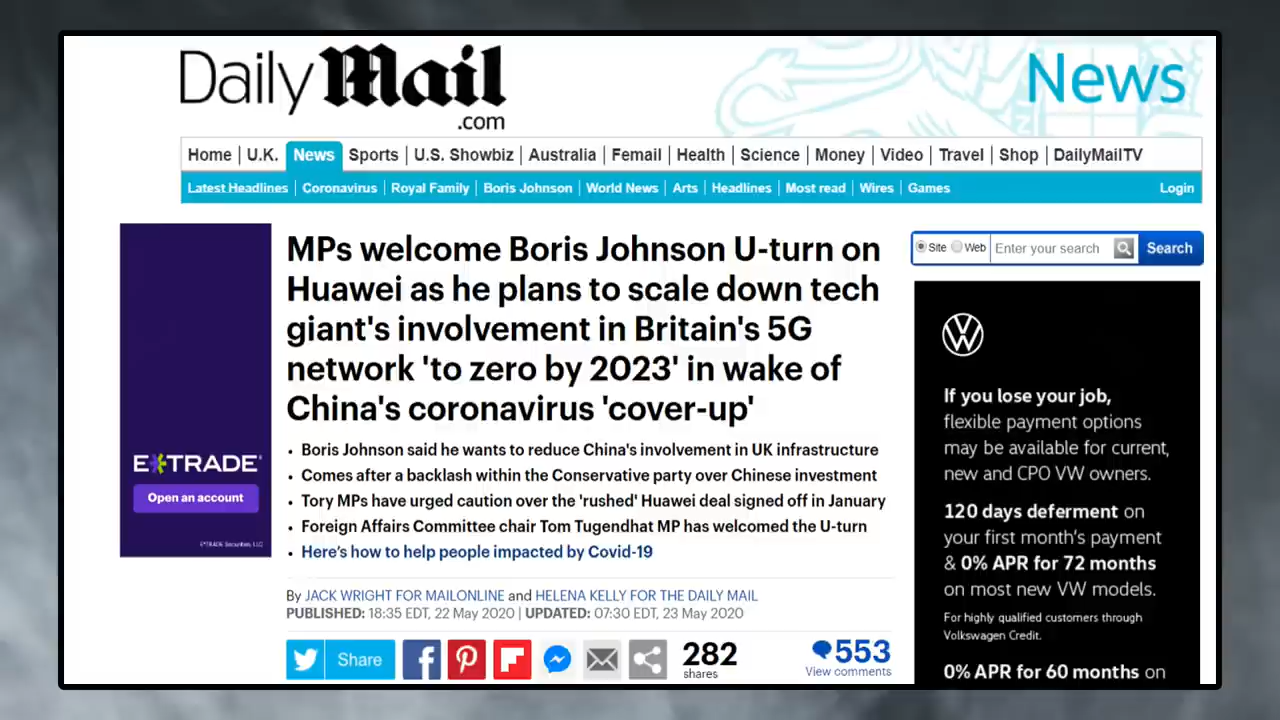 Daily Mail
.com
News
Home | U.K. News Sports | U.S. Showbiz | Australia | Femail | Health | Science | Money | Video | Travel | Shop | DailyMailTV
Latest Headlines | Coronavirus | Royal Family | Boris Johnson | World News | Arts | Headlines | Most read | Wires | Games Login
MPs welcome Boris Johnson U-turn on
Huawei as he plans to scale down tech
giant's involvement in Britain's 5G
network 'to zero by 2023' in wake of
China's coronavirus 'cover-up'
• Boris Johnson said he wants to reduce China's involvement in UK infrastructure
• Comes after a backlash within the Conservative party over Chinese investment
• Tory MPs have urged caution over the 'rushed' Huawei deal signed off in January
• Foreign Affairs Committee chair Tom Tugendhat MP has welcomed the U-turn
• Here's how to help people impacted by Covid-19
By JACK WRIGHT FOR MAILONLINE and HELENA KELLY FOR THE DAILY MAIL
PUBLISHED: 18:35 EDT, 22 May 2020 | UPDATED: 07:30 EDT, 23 May 2020
Share
282
shares
553
View comments
E*TRADE
Open an account
E*TRADE Securities, LLC
Site Web Enter your search Search
If you lose your job,
flexible payment options
may be available for current,
new and CPO VW owners.
120 days deferment on
your first month's payment
& 0% APR for 72 months
on most new VW models.
For highly qualified customers through
Volkswagen Credit.
0% APR for 60 months on